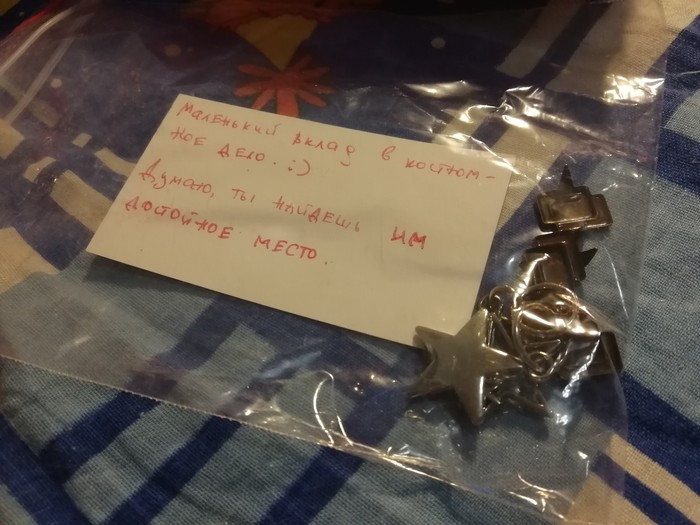 Маленький вклад в костюм-
ное дело. :)
Думаю, ты найдешь им
достойное место.